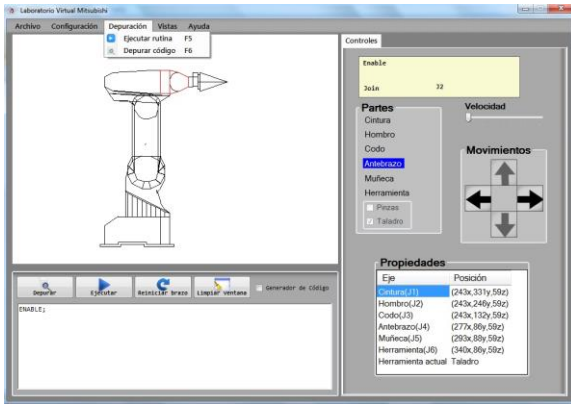 Laboratorio Virtual Mitsubishi
Archivo Configuración Depuración Vistas Ayuda
Ejecutar rutina F5
Depurar código F6
Controles
Enable
Join J2
Partes
Cintura
Hombro
Codo
Antebrazo
Muñeca
Herramienta
Pinzas
Taladro
Velocidad
Movimientos
Propiedades
Eje Posición
Cintura(J1) (243x,331y,59z)
Hombro(J2) (243x,246y,59z)
Codo(J3) (243x,132y,59z)
Antebrazo(J4) (277x,86y,59z)
Muñeca(J5) (293x,88y,59z)
Herramienta(J6) (340x,86y,59z)
Herramienta actual Taladro
Depurar Ejecutar Reiniciar brazo Limpiar ventana Generador de Código
ENABLE;